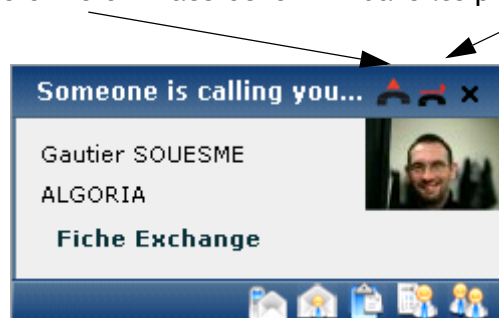 Someone is calling you...
Gautier SOUESME
ALGORIA
Fiche Exchange